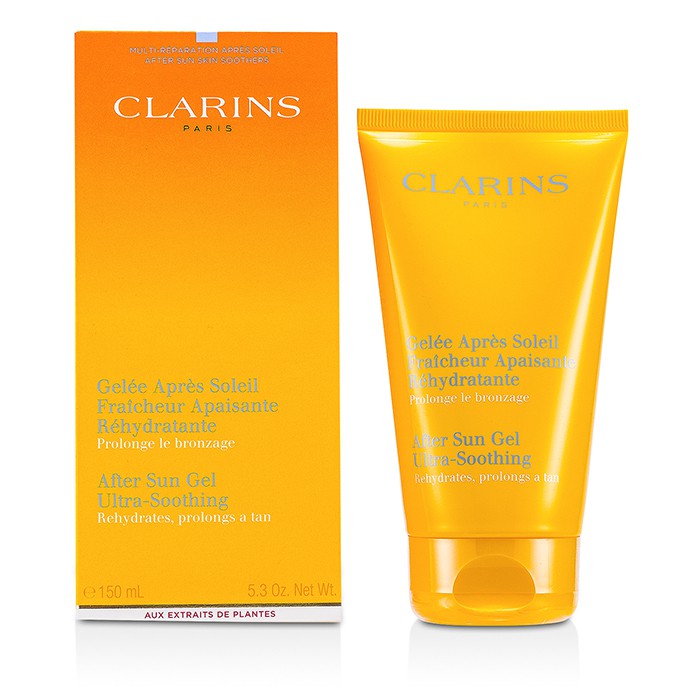 MULTI-RÉPARATION APRÈS SOLEIL
AFTER SUN SKIN SOOTHERS
CLARINS
PARIS
Gelée Après Soleil
Fraîcheur Apaisante
Réhydratante
Prolonge le bronzage
After Sun Gel
Ultra-Soothing
Rehydrates, prolongs a tan
℮ 150 mL 5.3 Oz. Net Wt.
AUX EXTRAITS DE PLANTES
CLARINS
PARIS
Gelée Après Soleil
Fraîcheur Apaisante
Réhydratante
Prolonge le bronzage
After Sun Gel
Ultra-Soothing
Rehydrates, prolongs a tan